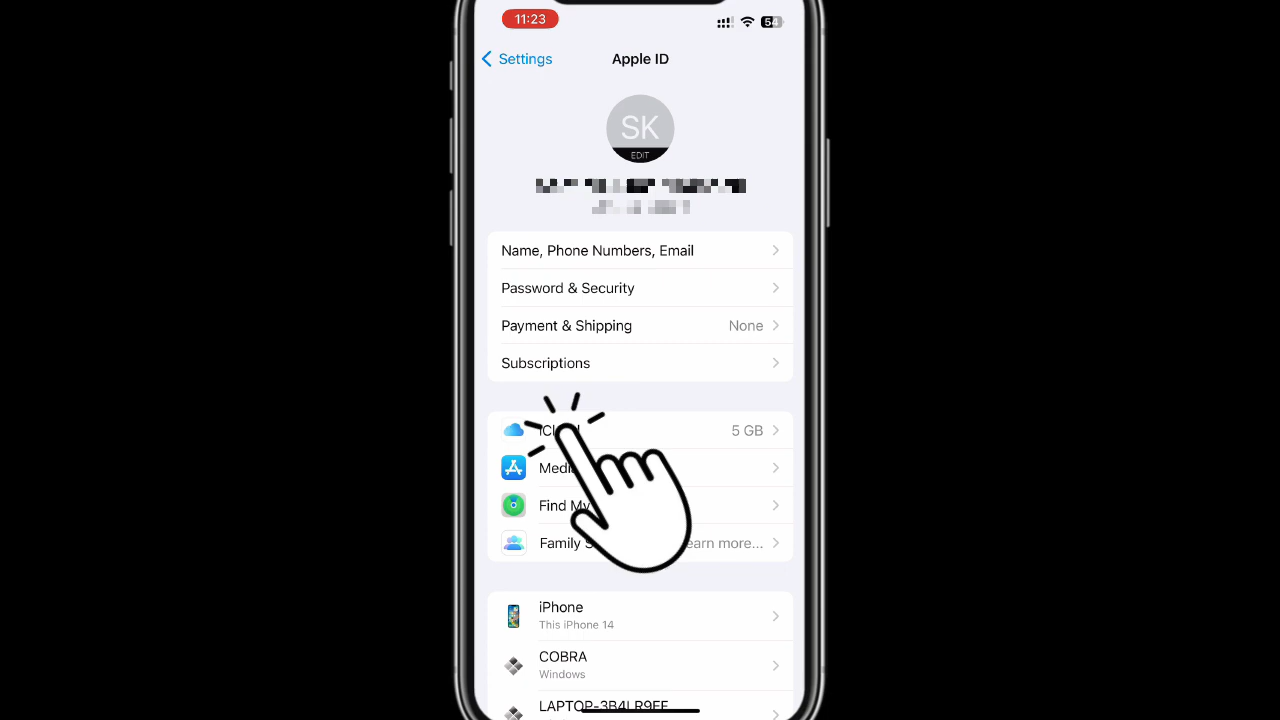 11:23
54
Settings
Apple ID
SK
EDIT
Name, Phone Numbers, Email
Password & Security
Payment & Shipping None
Subscriptions
5 GB
Find My
Family
earn more...
iPhone
This iPhone 14
COBRA
Windows
LAPTOP-3B4LR9FF